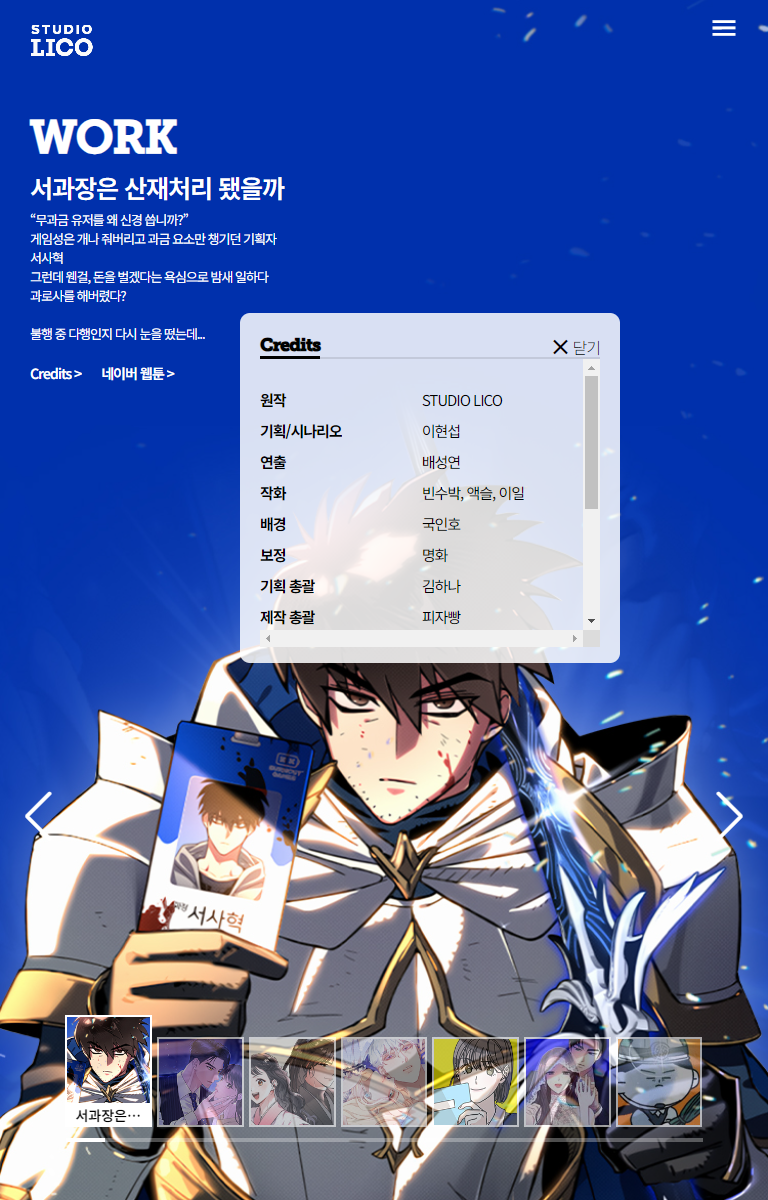 STUDIO
LICO
WORK
서과장은 산재처리 됐을까
“무과금 유저를 왜 신경 씁니까?”
게임성은 개나 줘버리고 과금 요소만 챙기던 기획자
서사혁
그런데 웬걸, 돈을 벌겠다는 욕심으로 밤새 일하다
과로사를 해버렸다?
불행 중 다행인지 다시 눈을 떴는데...
Credits >
네이버 웹툰 >
Credits
닫기
원작 STUDIO LICO
기획/시나리오 이현섭
연출 배성연
작화 빈수박, 액슬, 이일
배경 국인호
보정 명화
기획 총괄 김하나
제작 총괄 피자빵
서사혁
서과장은…